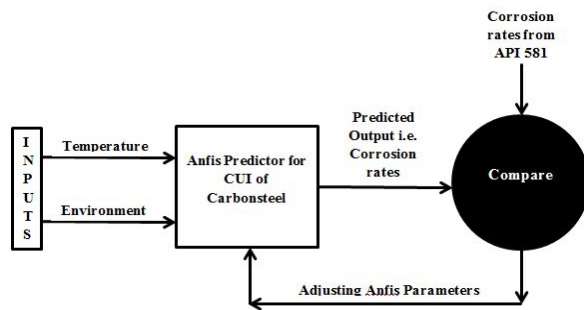 Corrosion
rates from
API 581
INPUTS
Temperature
Environment
Anfis Predictor for
CUI of
Carbonsteel
Predicted
Output i.e.
Corrosion
rates
Compare
Adjusting Anfis Parameters